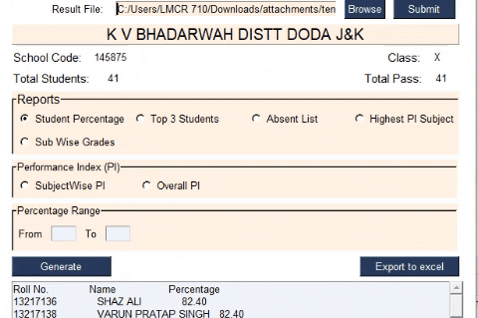 Result File: C:/Users/LMCR 710/Downloads/attachments/ten Browse Submit
K V BHADARWAH DISTT DODA J&K
School Code: 145875 Class: X
Total Students: 41 Total Pass: 41
Reports
Student Percentage Top 3 Students Absent List Highest PI Subject
Sub Wise Grades
Performance Index (PI)
SubjectWise PI Overall PI
Percentage Range
From To
Generate Export to excel
Roll No. Name Percentage
13217136 SHAZ ALI 82.40
13217138 VARUN PRATAP SINGH 82.40